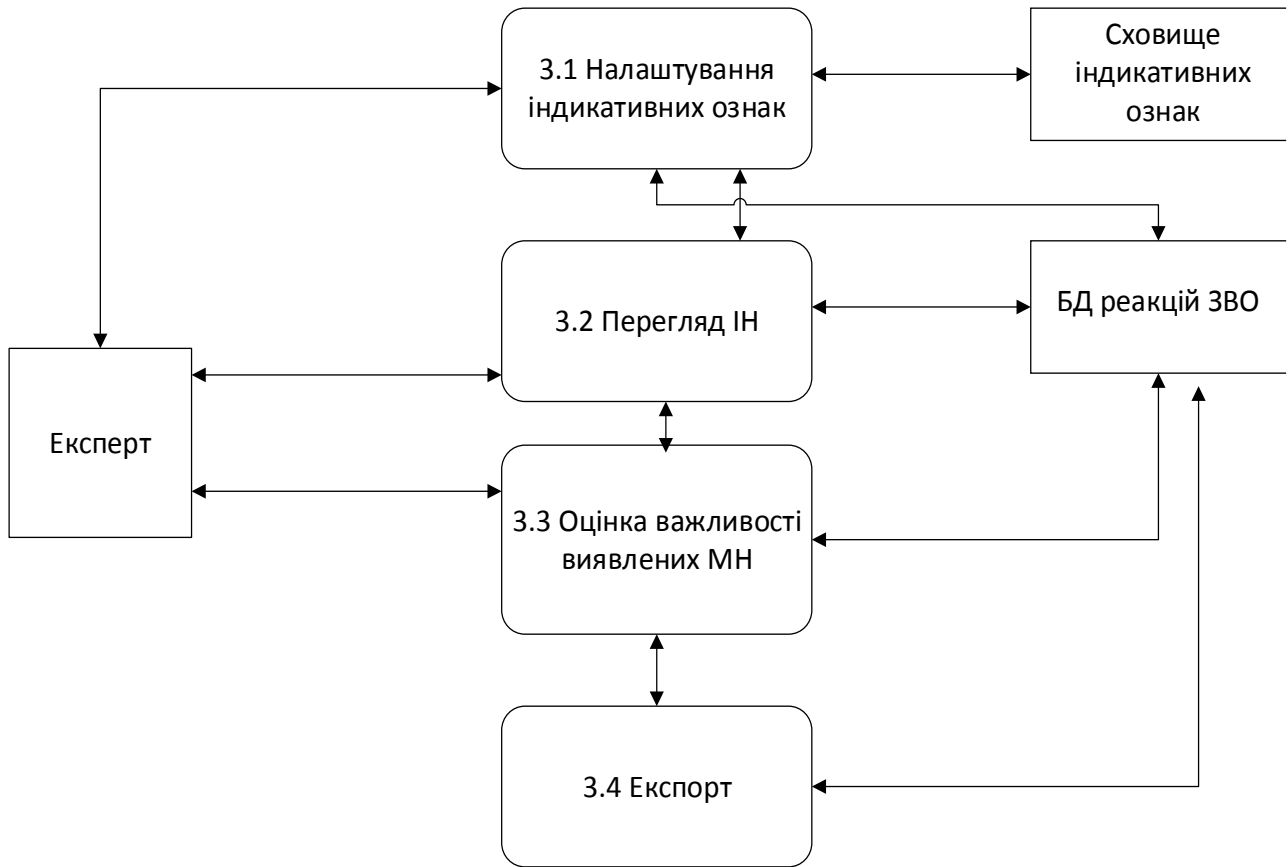 3.1 Налаштування
індикативних ознак
Сховище
індикативних
ознак
3.2 Перегляд ІН
БД реакцій ЗВО
Експерт
3.3 Оцінка важливості
виявлених МН
3.4 Експорт